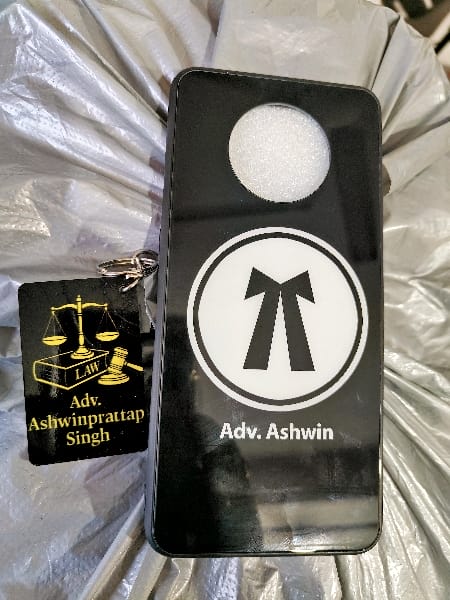 LAW
Adv.
Ashwinprattap
Singh
Adv. Ashwin